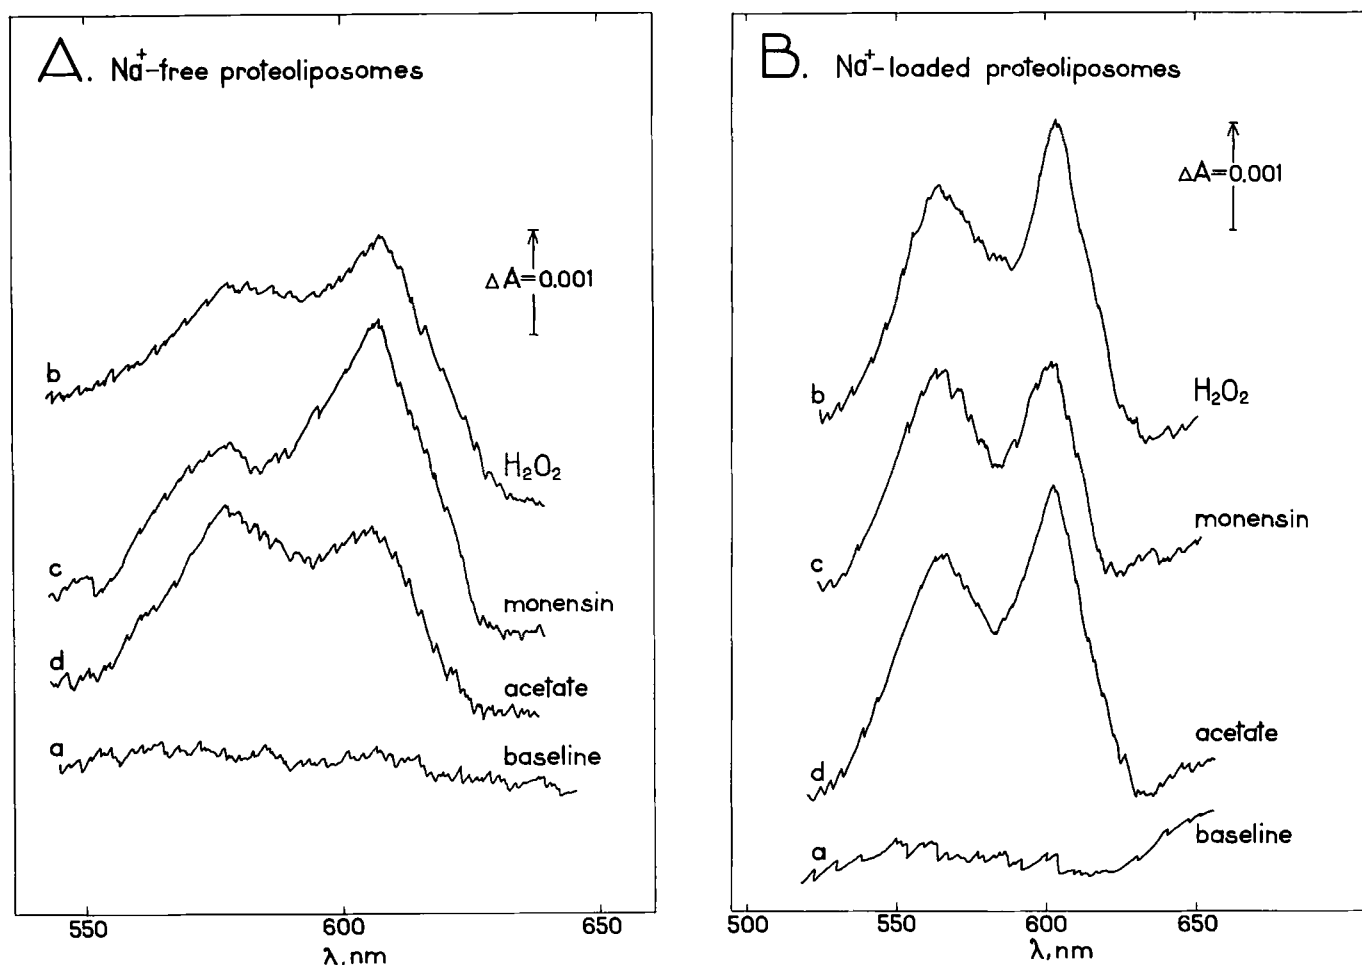 A. Na⁺-free proteoliposomes
ΔA=0.001
b
H₂O₂
c
monensin
d
acetate
a
baseline
550 600 650
λ, nm
B. Na⁺-loaded proteoliposomes
ΔA=0.001
b
H₂O₂
c
monensin
d
acetate
a
baseline
500 550 600 650
λ, nm